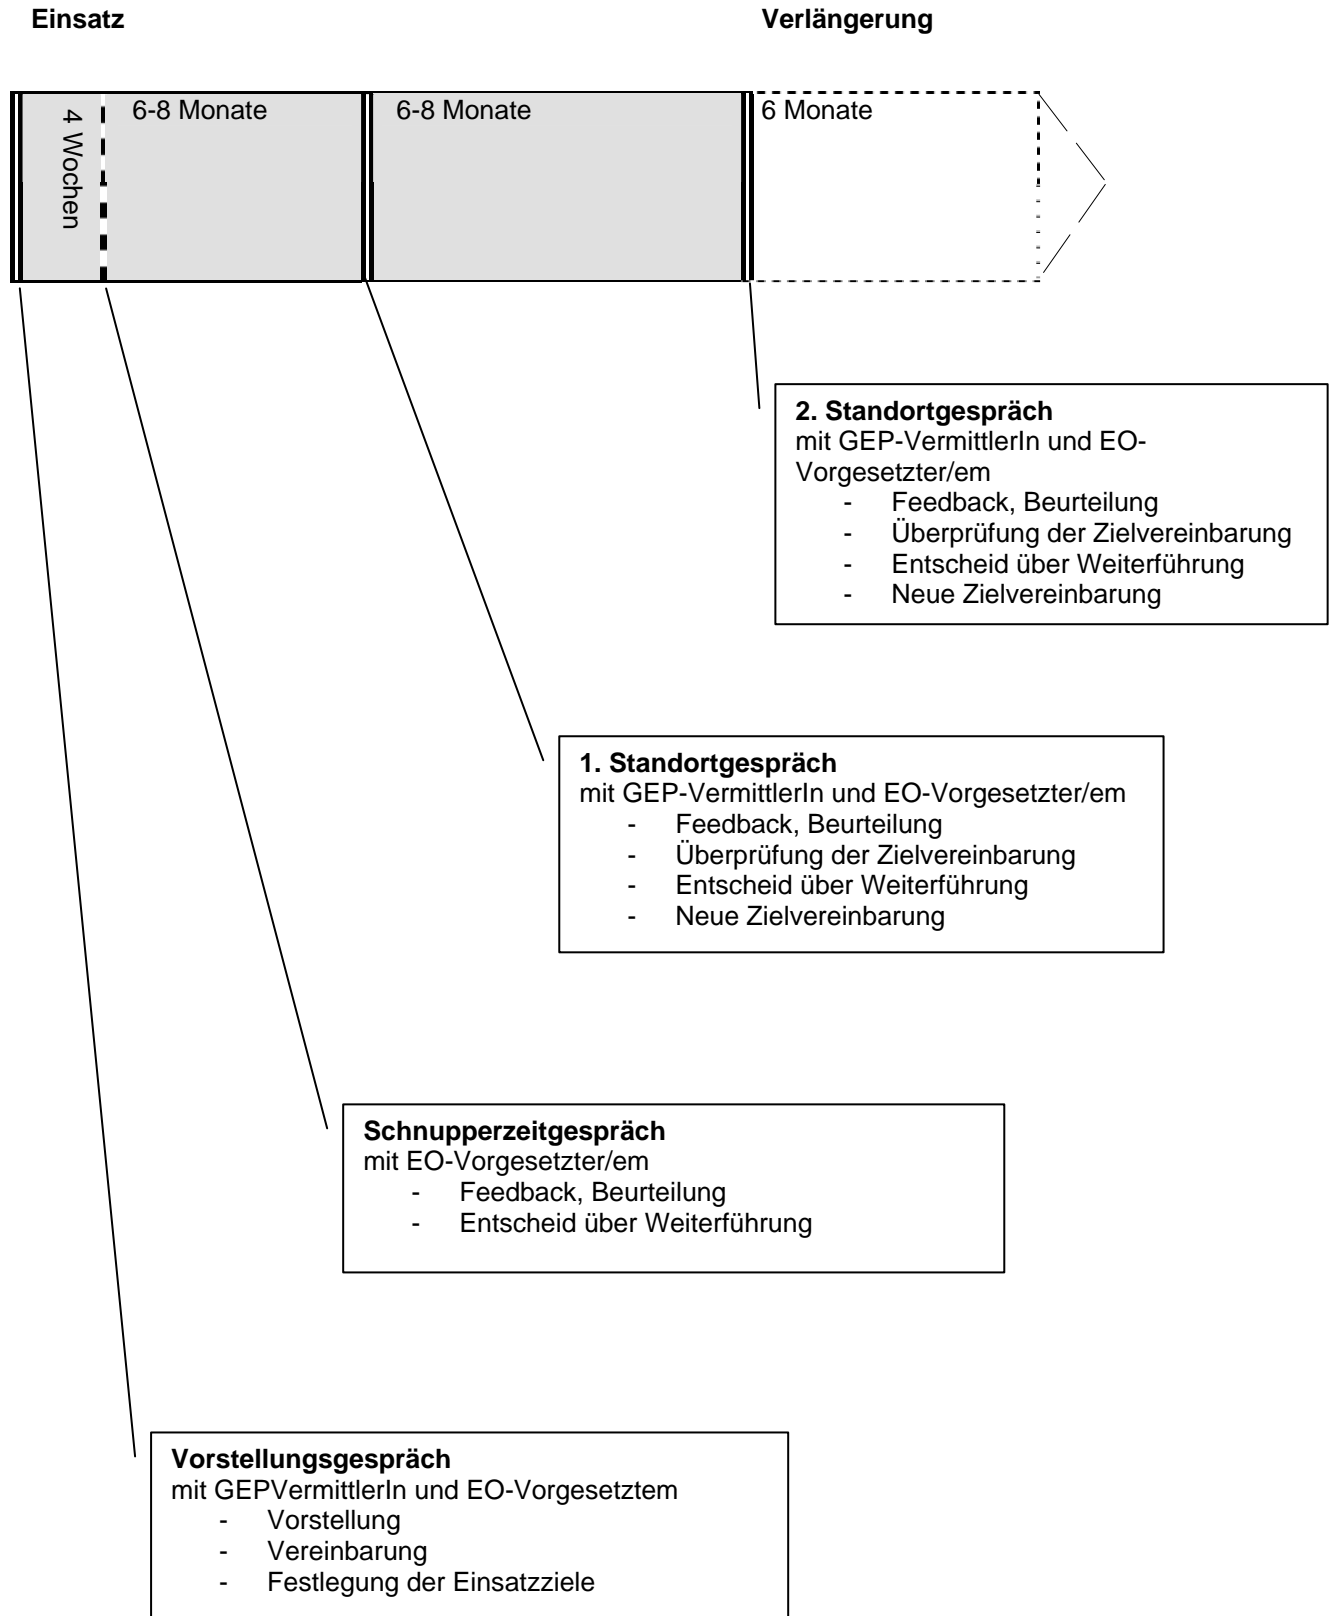 Einsatz
Verlängerung
4 Wochen
6-8 Monate
6-8 Monate
6 Monate
2. Standortgespräch
mit GEP-VermittlerIn und EO-
Vorgesetzter/em
- Feedback, Beurteilung
- Überprüfung der Zielvereinbarung
- Entscheid über Weiterführung
- Neue Zielvereinbarung
1. Standortgespräch
mit GEP-VermittlerIn und EO-Vorgesetzter/em
- Feedback, Beurteilung
- Überprüfung der Zielvereinbarung
- Entscheid über Weiterführung
- Neue Zielvereinbarung
Schnupperzeitgespräch
mit EO-Vorgesetzter/em
- Feedback, Beurteilung
- Entscheid über Weiterführung
Vorstellungsgespräch
mit GEPVermittlerIn und EO-Vorgesetztem
- Vorstellung
- Vereinbarung
- Festlegung der Einsatzziele